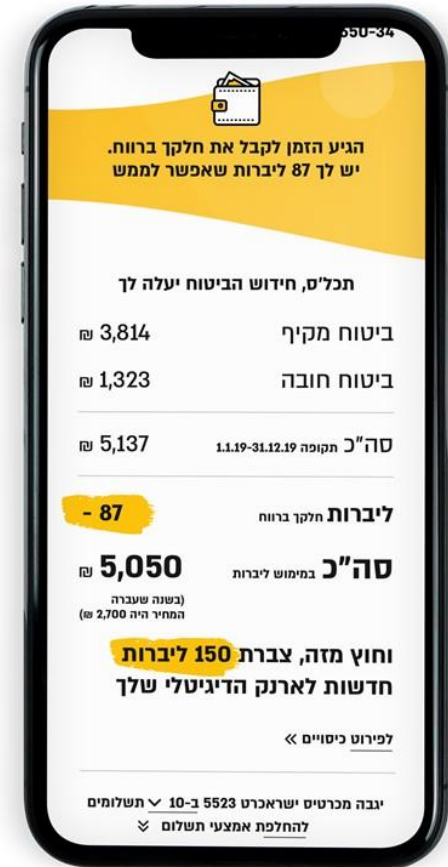 550-34
הגיע הזמן לקבל את חלקך ברווח.
יש לך 87 ליברות שאפשר לממש
תכל'ס, חידוש הביטוח יעלה לך
ביטוח מקיף 3,814 ₪
ביטוח חובה 1,323 ₪
סה"כ תקופה 1.1.19-31.12.19 5,137 ₪
ליברות חלקך ברווח 87 -
סה"כ במימוש ליברות 5,050 ₪
(בשנה שעברה
המחיר היה 2,700 ₪)
וחוץ מזה, צברת 150 ליברות
חדשות לארנק הדיגיטלי שלך
לפירוט כיסויים >>
יגבה מכרטיס ישראכרט 5523 ב-10 תשלומים
להחלפת אמצעי תשלום